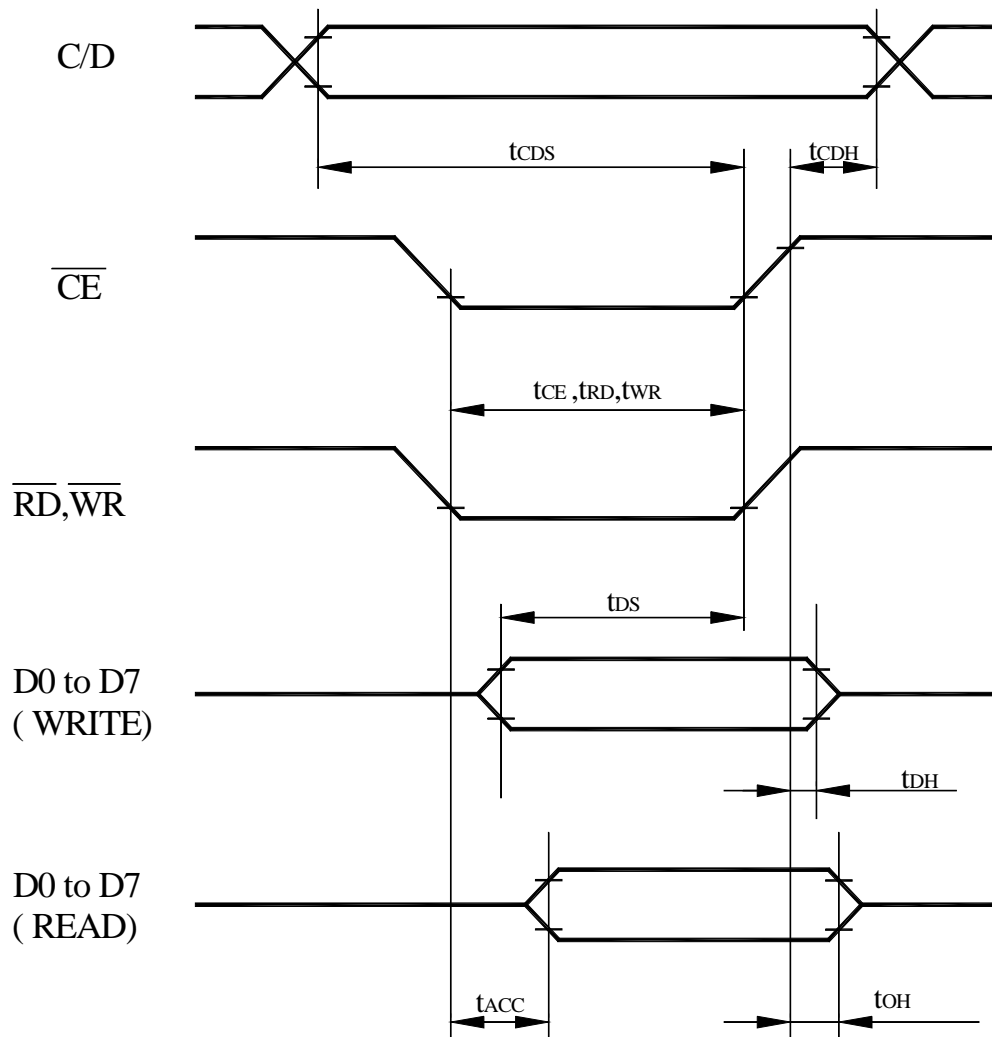 C/D
tCDS
tCDH
CE
tCE ,tRD,tWR
RD,WR
tDS
D0 to D7
( WRITE)
tDH
D0 to D7
( READ)
tACC
tOH